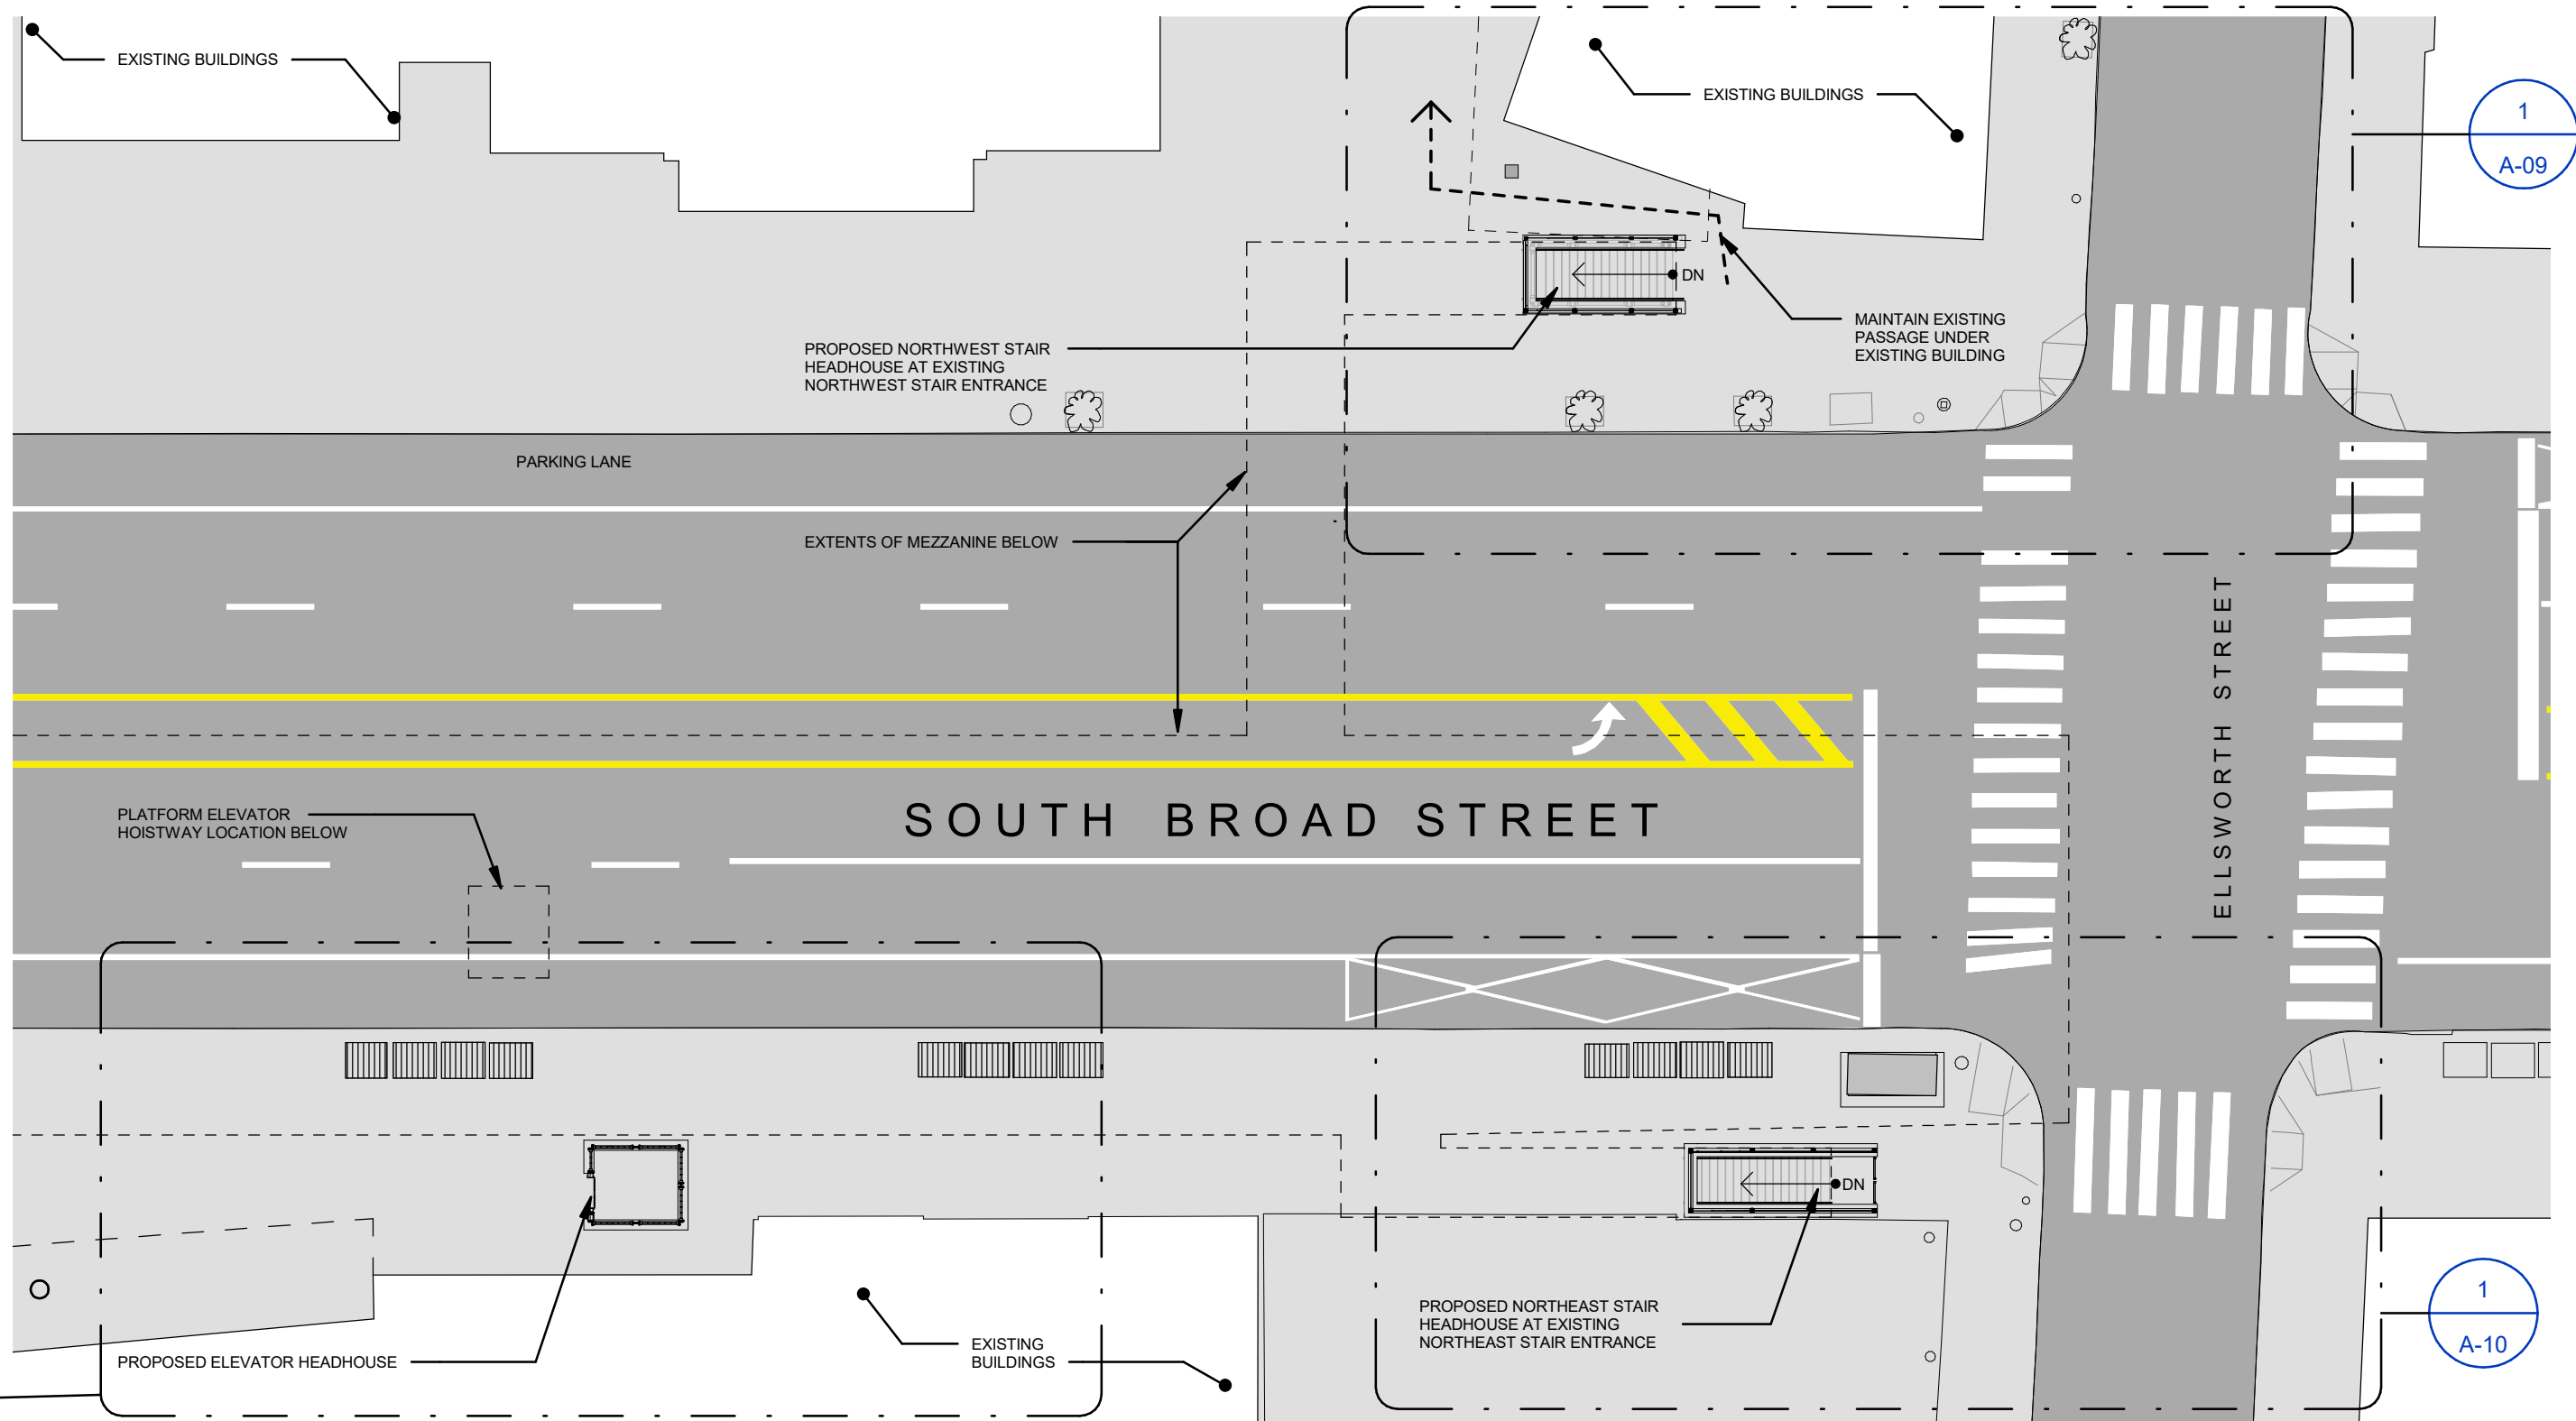 EXISTING BUILDINGS
EXISTING BUILDINGS
1
A-09
DN
MAINTAIN EXISTING
PASSAGE UNDER
EXISTING BUILDING
PROPOSED NORTHWEST STAIR
HEADHOUSE AT EXISTING
NORTHWEST STAIR ENTRANCE
PARKING LANE
EXTENTS OF MEZZANINE BELOW
ELLSWORTH STREET
SOUTH BROAD STREET
PLATFORM ELEVATOR
HOISTWAY LOCATION BELOW
DN
PROPOSED ELEVATOR HEADHOUSE
EXISTING
BUILDINGS
PROPOSED NORTHEAST STAIR
HEADHOUSE AT EXISTING
NORTHEAST STAIR ENTRANCE
1
A-10